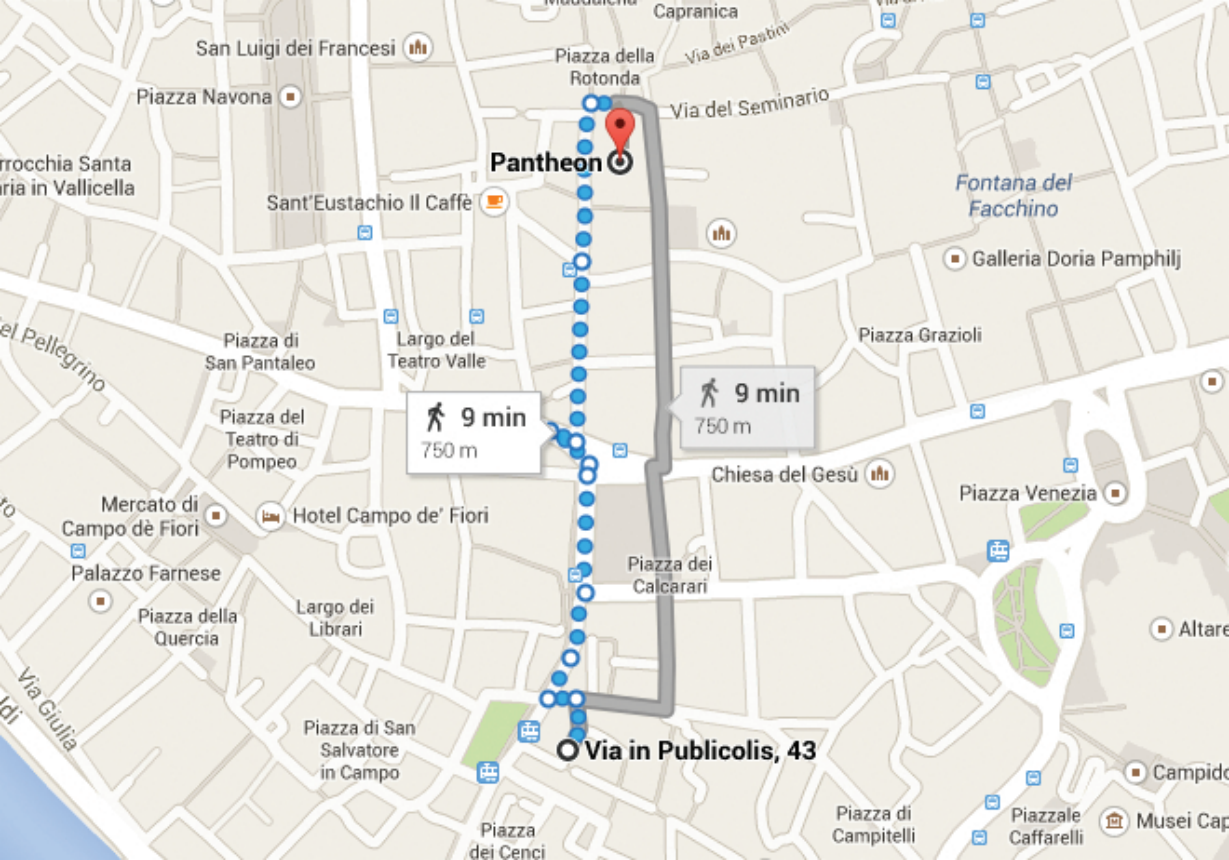 Maddalena
Capranica
San Luigi dei Francesi
Via dei Pastini
Piazza della
Rotonda
Piazza Navona
Via del Seminario
Pantheon
rrocchia Santa
ria in Vallicella
Sant'Eustachio Il Caffè
Fontana del
Facchino
Galleria Doria Pamphilj
el Pellegrino
Piazza di
San Pantaleo
Largo del
Teatro Valle
Piazza Grazioli
9 min
750 m
9 min
750 m
Piazza del
Teatro di
Pompeo
Chiesa del Gesù
Piazza Venezia
Mercato di
Campo dè Fiori
Hotel Campo de' Fiori
to
Palazzo Farnese
Piazza dei
Calcarari
Piazza della
Quercia
Largo dei
Librari
Altare
Via Giulia
ldi
Piazza di San
Salvatore
in Campo
Via in Publicolis, 43
Campido
Piazza di
Campitelli
Piazzale
Caffarelli
Musei Cap
Piazza
dei Cenci